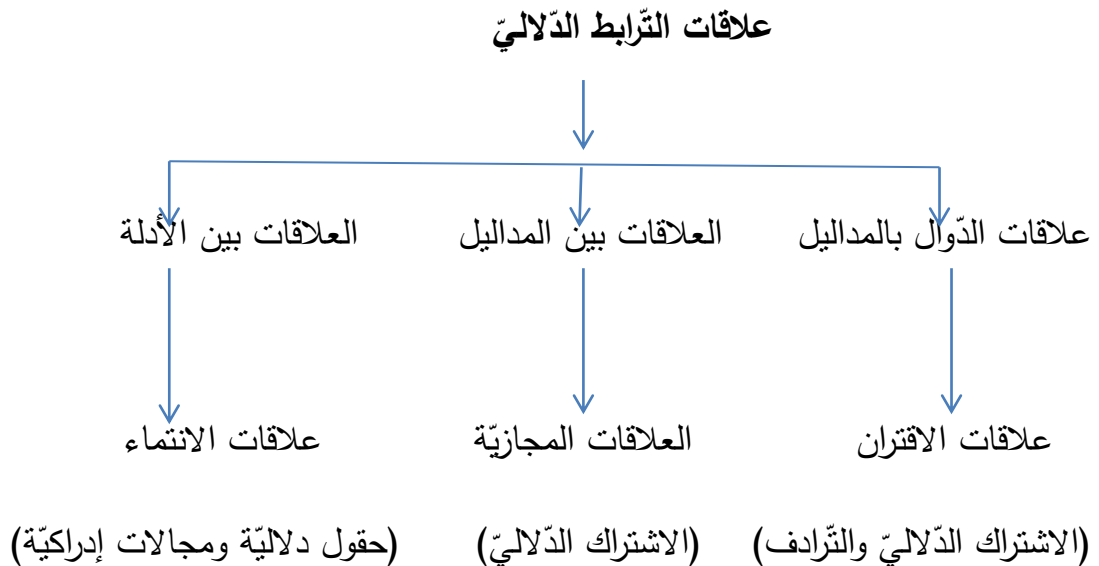 علاقات التّرابط الدّلاليّ
علاقات الدّوال بالمداليل العلاقات بين المداليل العلاقات بين الأدلة
علاقات الاقتران العلاقات المجازيّة علاقات الانتماء
(الاشتراك الدّلاليّ والتّرادف) (الاشتراك الدّلاليّ) (حقول دلاليّة ومجالات إدراكيّة)